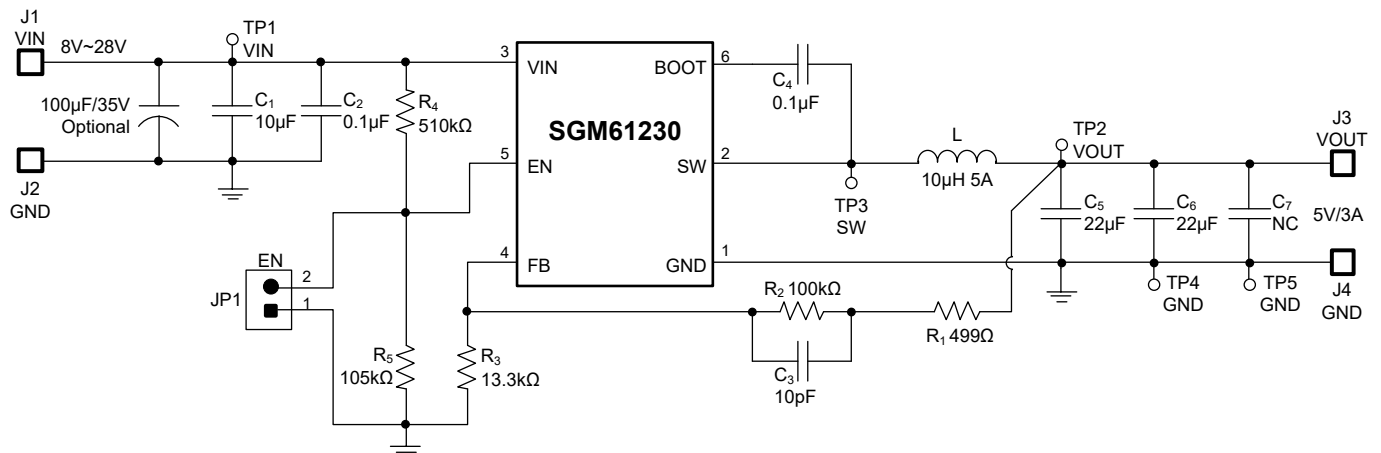 J1
VIN
8V~28V
TP1
VIN
100µF/35V
Optional
C1
10µF
C2
0.1µF
R4
510kΩ
J2
GND
3
VIN
BOOT
6
SGM61230
5
EN
SW
2
4
FB
GND
1
C4
0.1µF
L
10µH 5A
TP3
SW
TP2
VOUT
J3
VOUT
C5
22µF
C6
22µF
C7
NC
5V/3A
TP4
GND
TP5
GND
J4
GND
EN
2
JP1
1
R5
105kΩ
R3
13.3kΩ
R2 100kΩ
C3
10pF
R1 499Ω